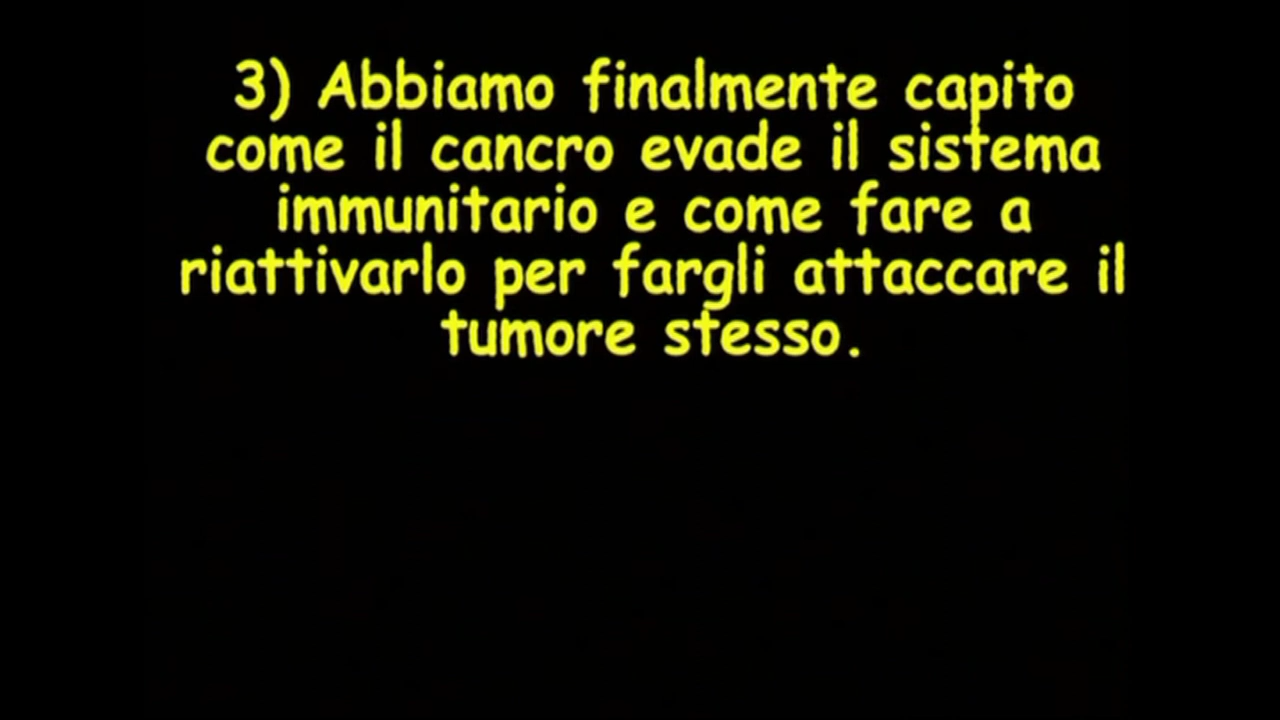 3) Abbiamo finalmente capito
come il cancro evade il sistema
immunitario e come fare a
riattivarlo per fargli attaccare il
tumore stesso.